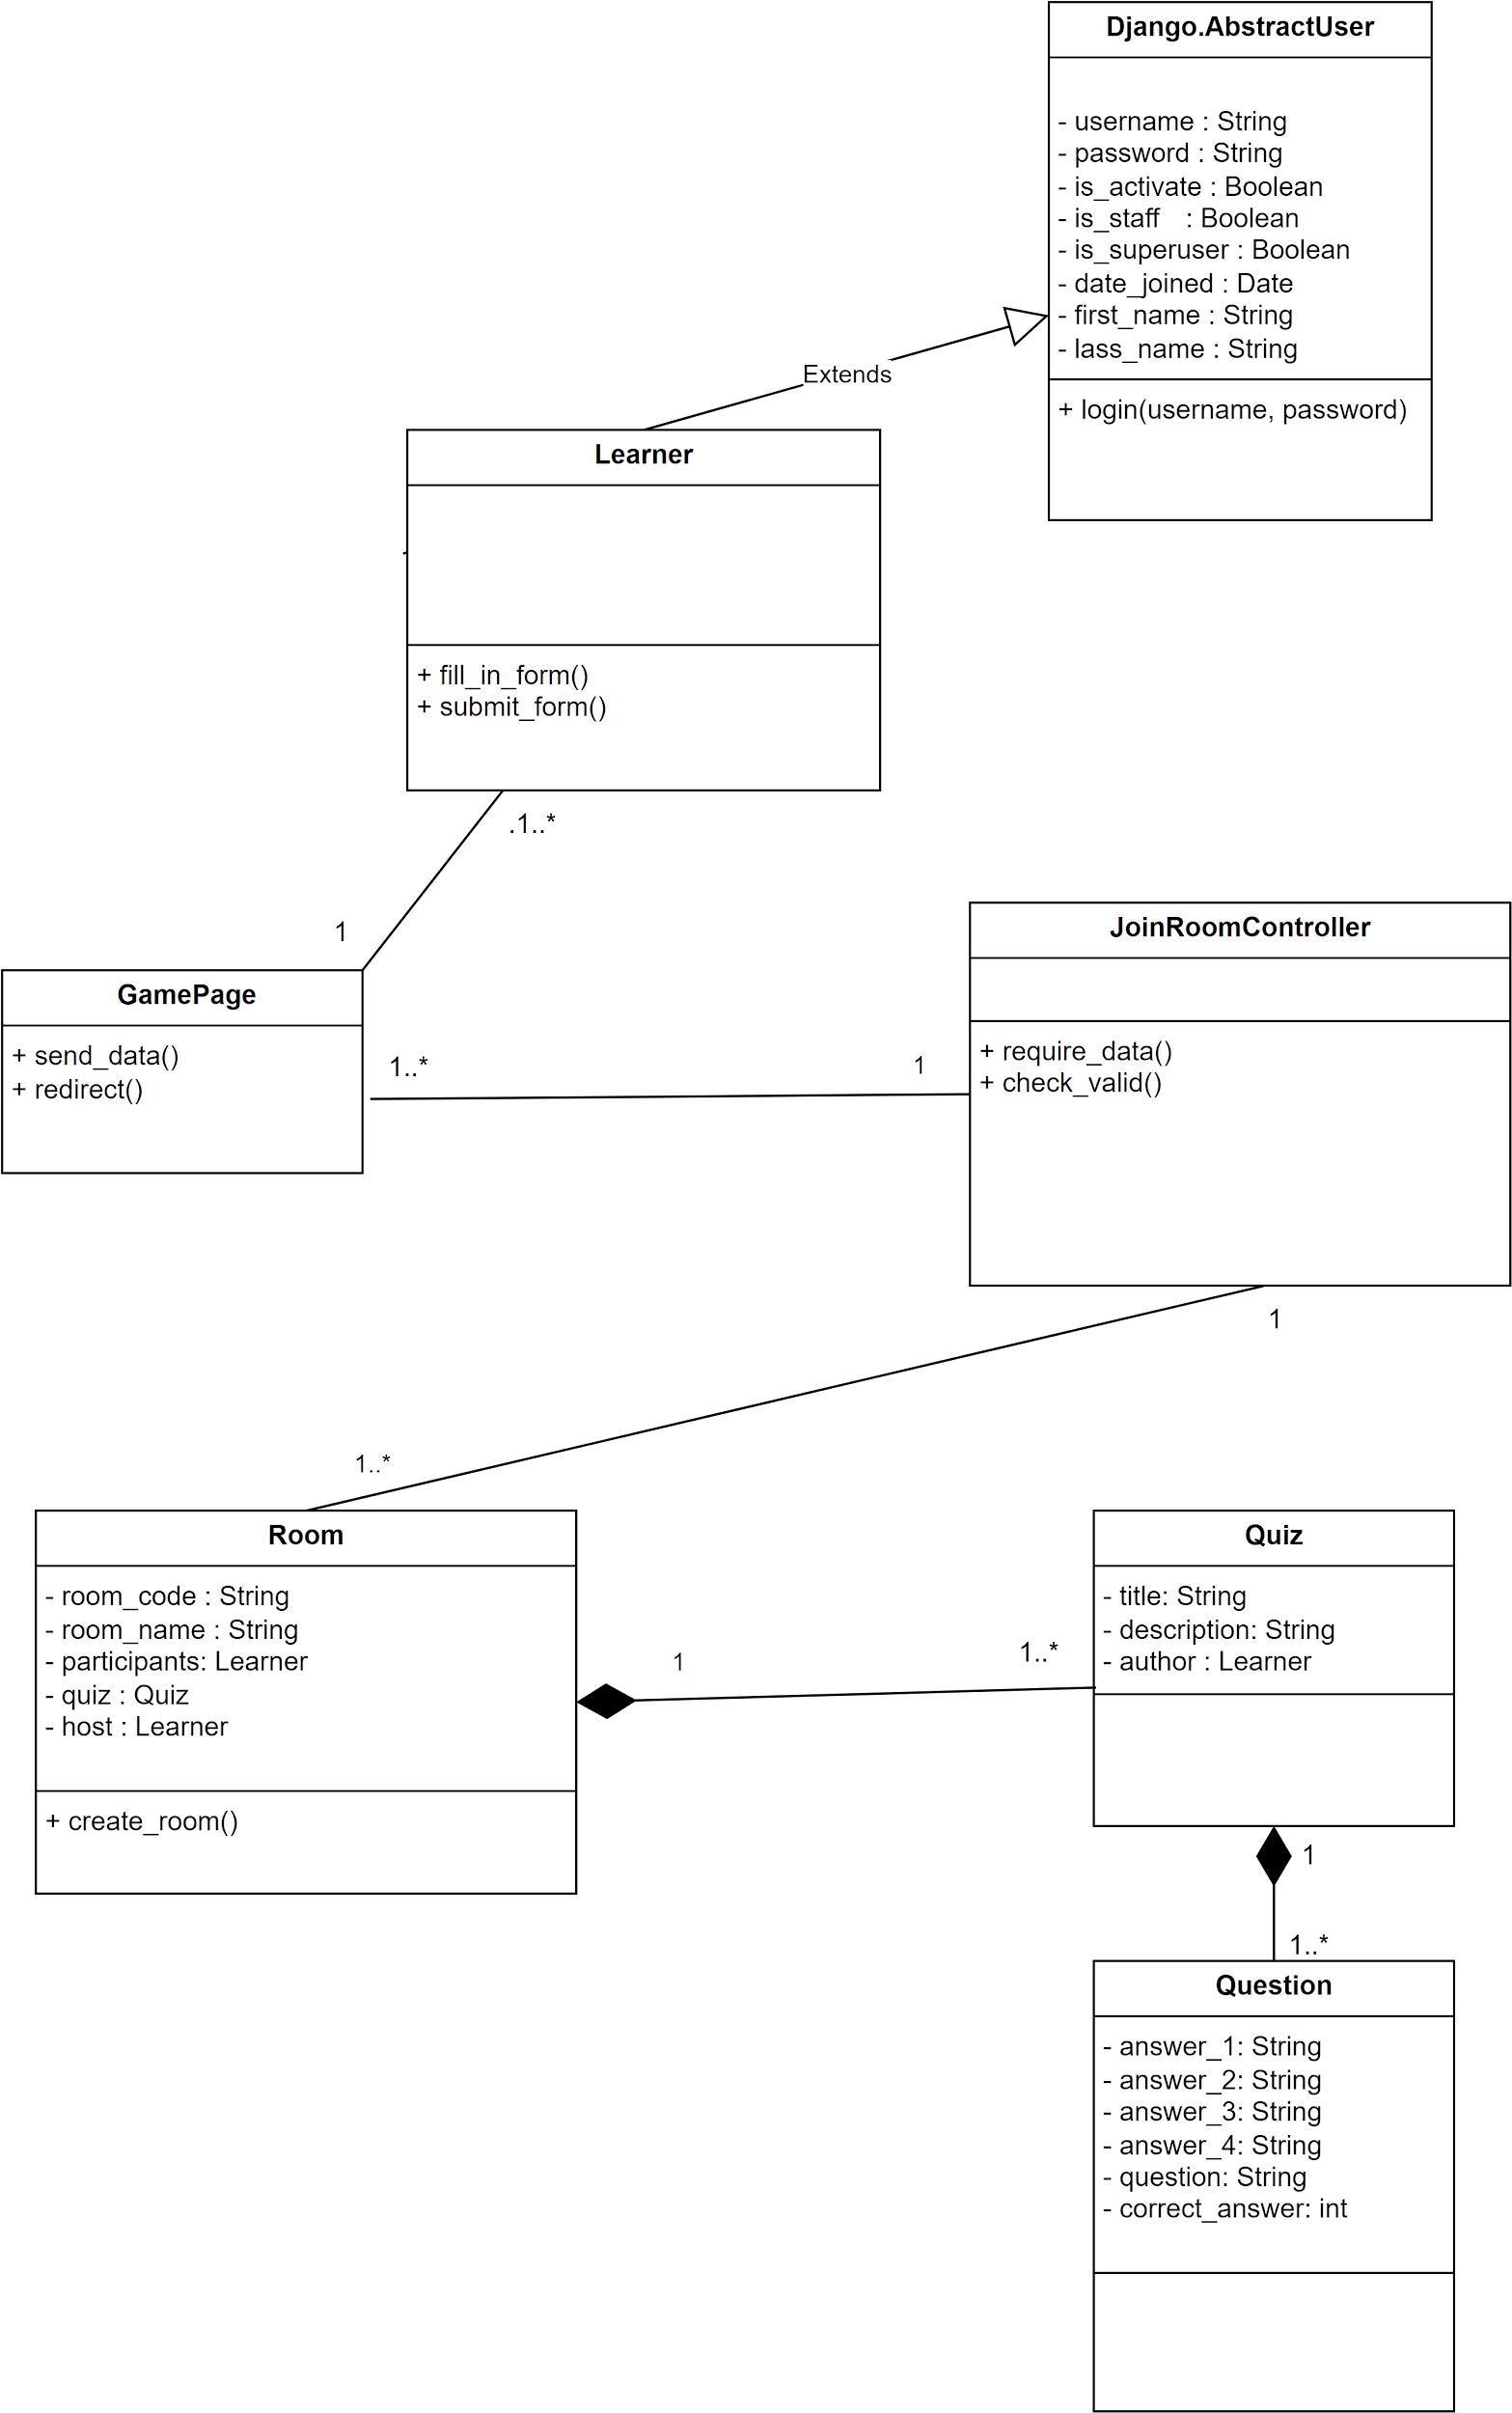 Django.AbstractUser
- username : String
- password : String
- is_activate : Boolean
- is_staff : Boolean
- is_superuser : Boolean
- date_joined : Date
- first_name : String
- lass_name : String
+ login(username, password)
Extends
Learner
+ fill_in_form()
+ submit_form()
.1..*
1
GamePage
+ send_data()
+ redirect()
1..*
1
JoinRoomController
+ require_data()
+ check_valid()
1
1..*
Room
- room_code : String
- room_name : String
- participants: Learner
- quiz : Quiz
- host : Learner
+ create_room()
1
1..*
Quiz
- title: String
- description: String
- author : Learner
1
1..*
Question
- answer_1: String
- answer_2: String
- answer_3: String
- answer_4: String
- question: String
- correct_answer: int